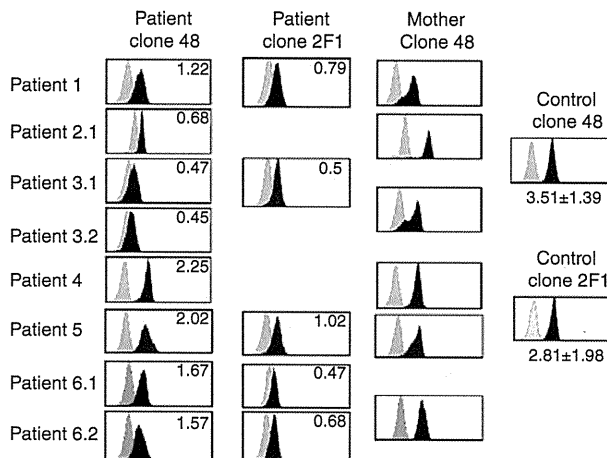 Patient clone 48
Patient clone 2F1
Mother Clone 48
Patient 1
1.22
0.79
Patient 2.1
0.68
Patient 3.1
0.47
0.5
Patient 3.2
0.45
Patient 4
2.25
Patient 5
2.02
1.02
Patient 6.1
1.67
0.47
Patient 6.2
1.57
0.68
Control clone 48
3.51±1.39
Control clone 2F1
2.81±1.98